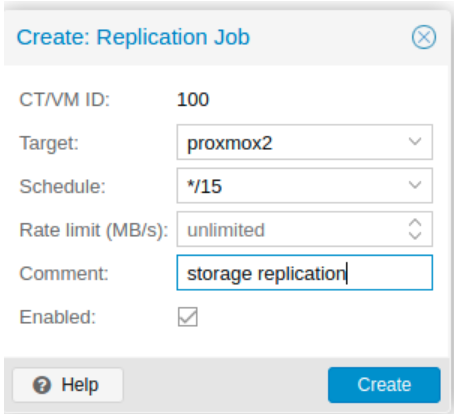 Create: Replication Job
CT/VM ID: 100
Target: proxmox2
Schedule: */15
Rate limit (MB/s): unlimited
Comment: storage replication
Enabled:
? Help
Create